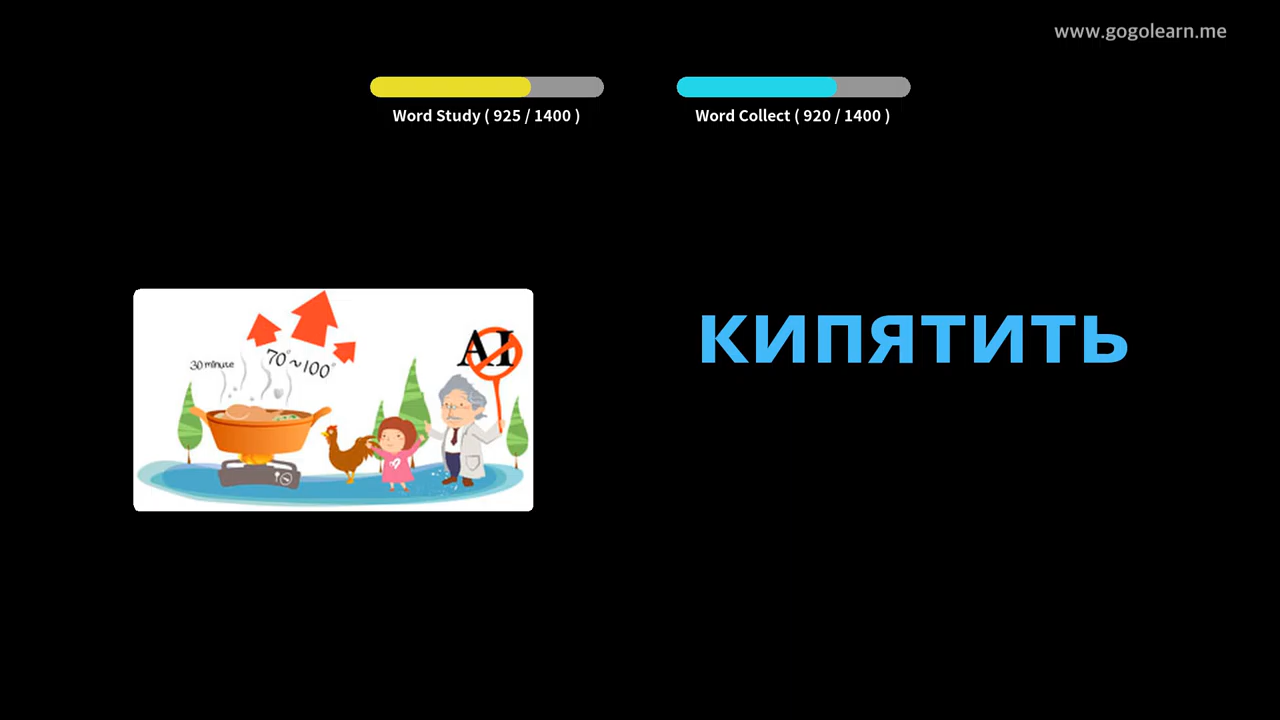 www.gogolearn.me
Word Study ( 925 / 1400 )
Word Collect ( 920 / 1400 )
30 minute
70°~100°
AI
кипятить